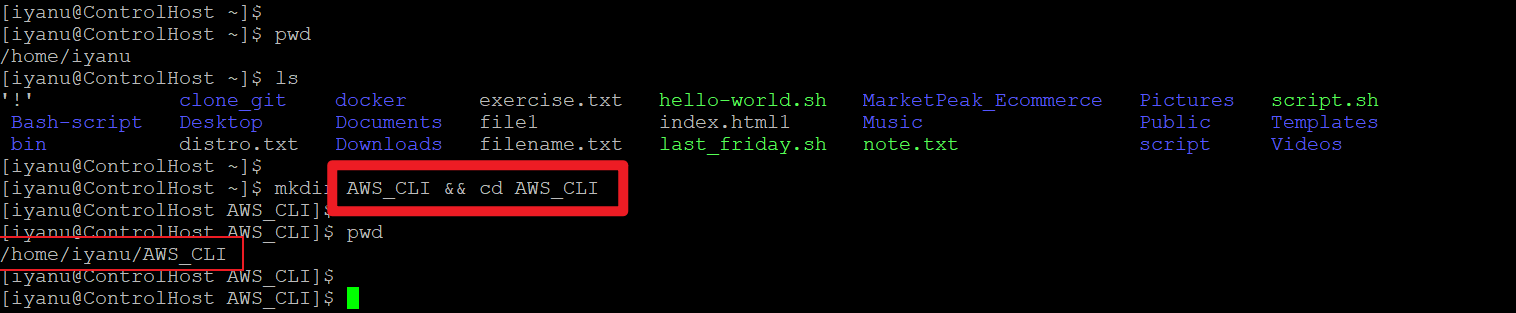 [iyanu@ControlHost ~]$
[iyanu@ControlHost ~]$ pwd
/home/iyanu
[iyanu@ControlHost ~]$ ls
'!' clone_git docker exercise.txt hello-world.sh MarketPeak_Ecommerce Pictures script.sh
Bash-script Desktop Documents file1 index.html1 Music Public Templates
bin distro.txt Downloads filename.txt last_friday.sh note.txt script Videos
[iyanu@ControlHost ~]$
[iyanu@ControlHost ~]$ mkdir AWS_CLI && cd AWS_CLI
[iyanu@ControlHost AWS_CLI]$
[iyanu@ControlHost AWS_CLI]$ pwd
/home/iyanu/AWS_CLI
[iyanu@ControlHost AWS_CLI]$
[iyanu@ControlHost AWS_CLI]$